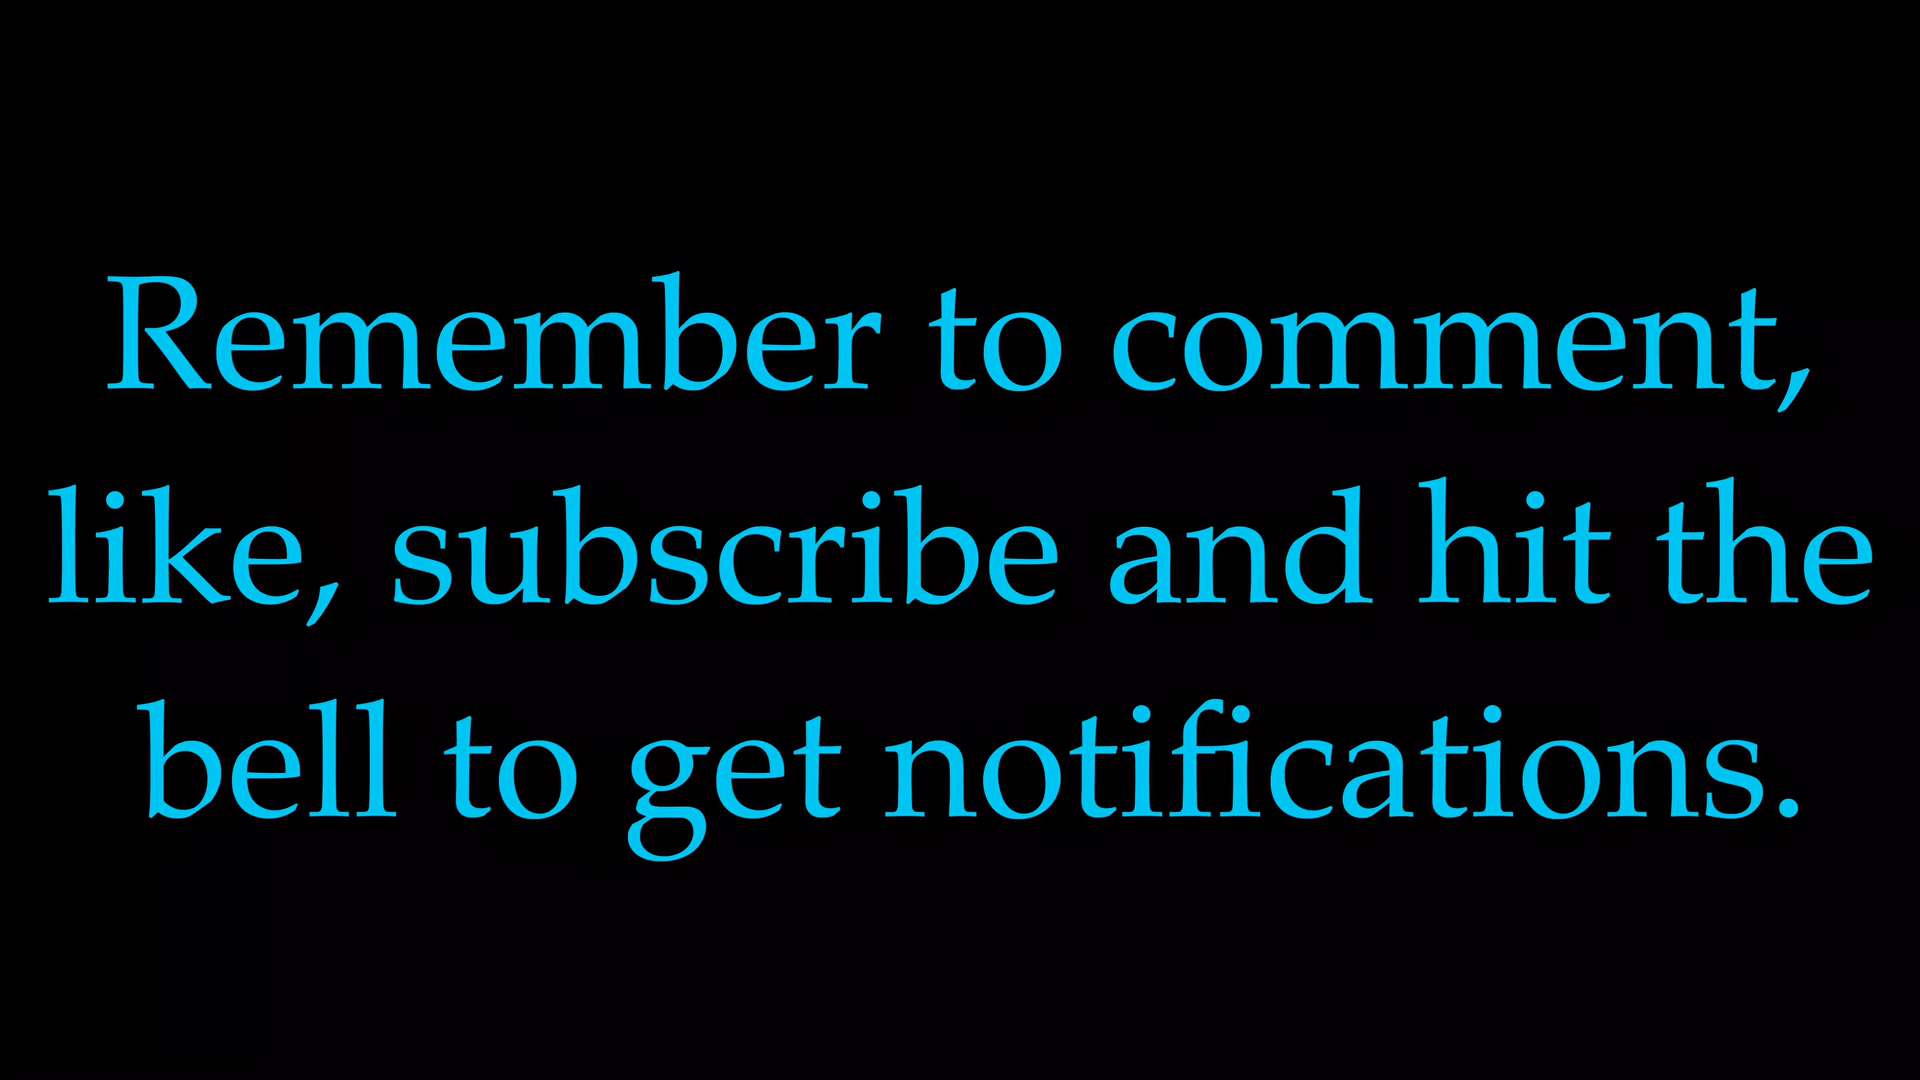 Remember to comment,
like, subscribe and hit the
bell to get notifications.